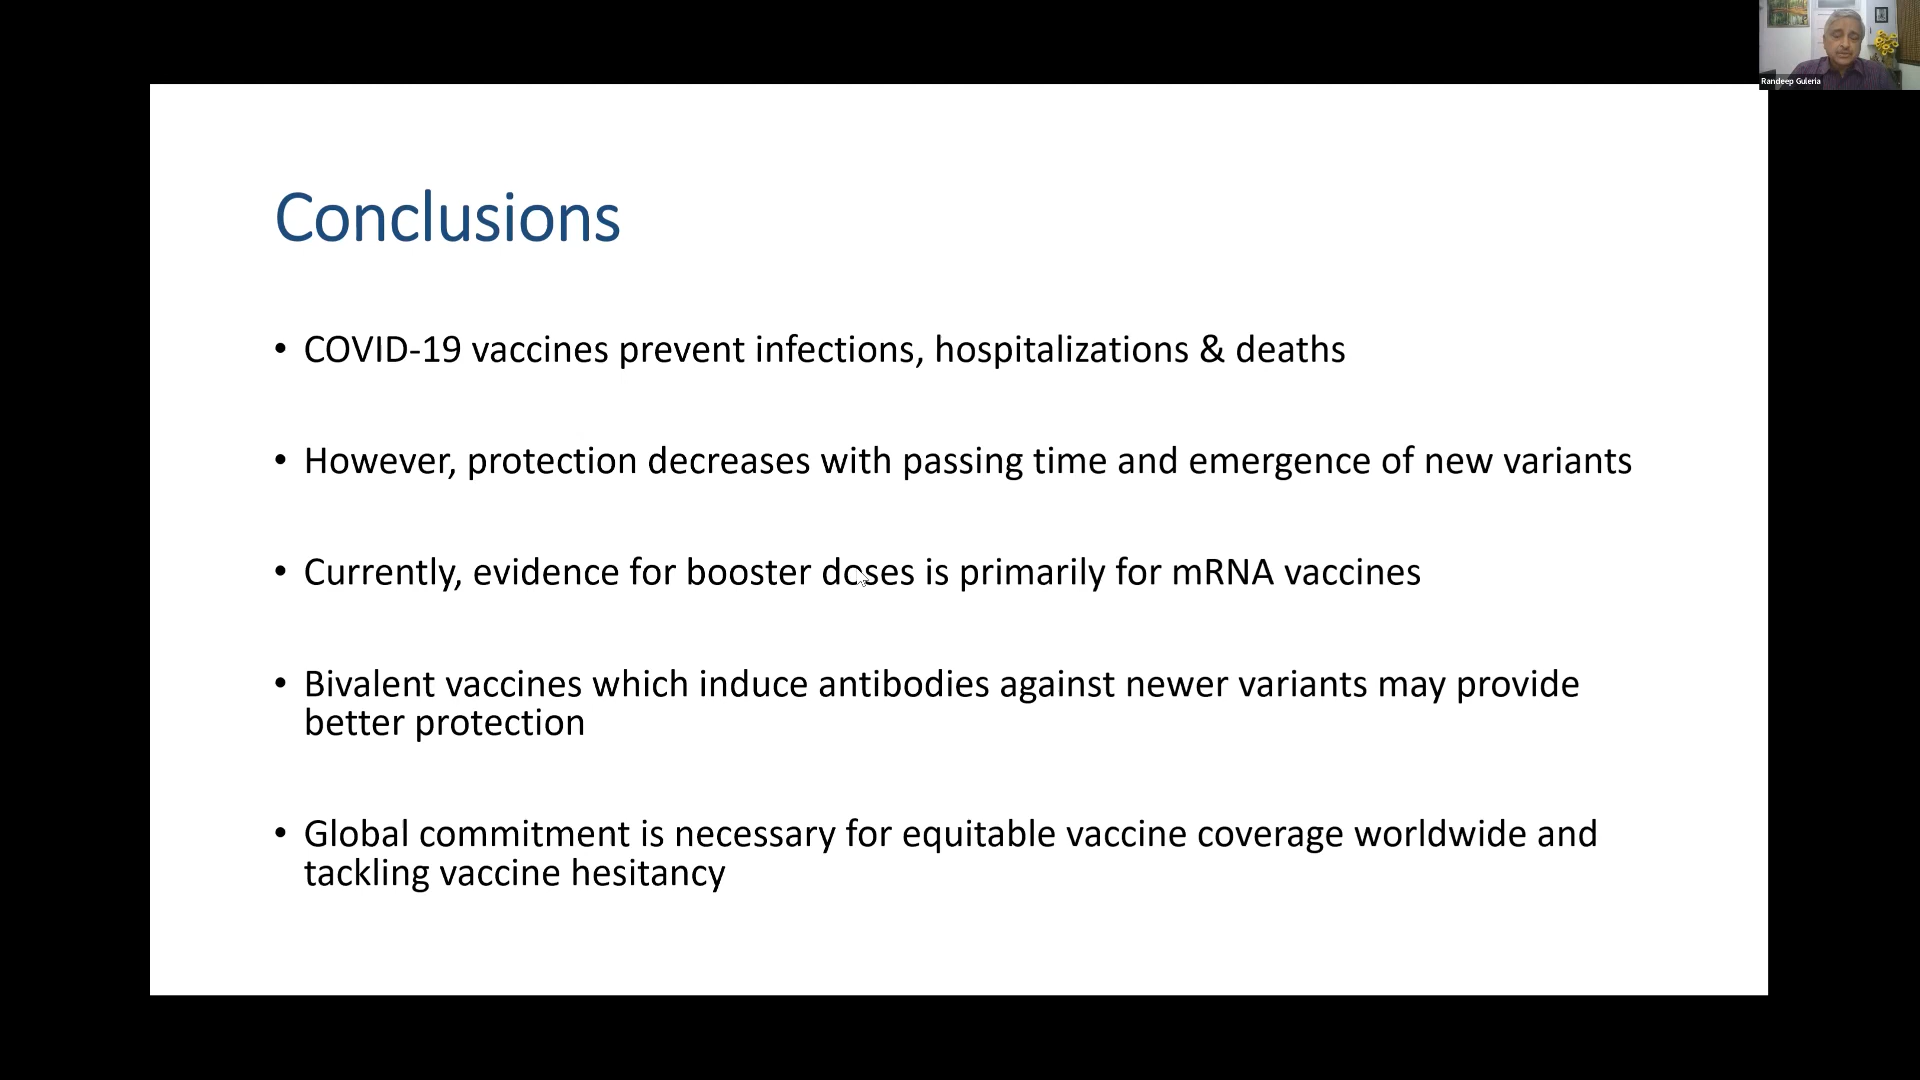 Randeep Guleria
Conclusions
• COVID-19 vaccines prevent infections, hospitalizations & deaths
• However, protection decreases with passing time and emergence of new variants
• Currently, evidence for booster doses is primarily for mRNA vaccines
• Bivalent vaccines which induce antibodies against newer variants may provide
better protection
• Global commitment is necessary for equitable vaccine coverage worldwide and
tackling vaccine hesitancy